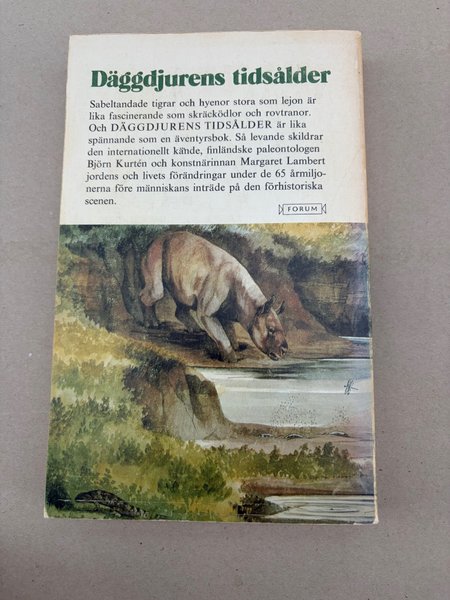 Däggdjurens tidsålder
Sabeltandade tigrar och hyenor stora som lejon är
lika fascinerande som skräcködlor och rovtranor.
Och DÄGGDJURENS TIDSÅLDER är lika
spännande som en äventyrsbok. Så levande skildrar
den internationellt kände, finländske paleontologen
Björn Kurtén och konstnärinnan Margaret Lambert
jordens och livets förändringar under de 65 årmiljo-
nerna före människans inträde på den förhistoriska
scenen.
FORUM